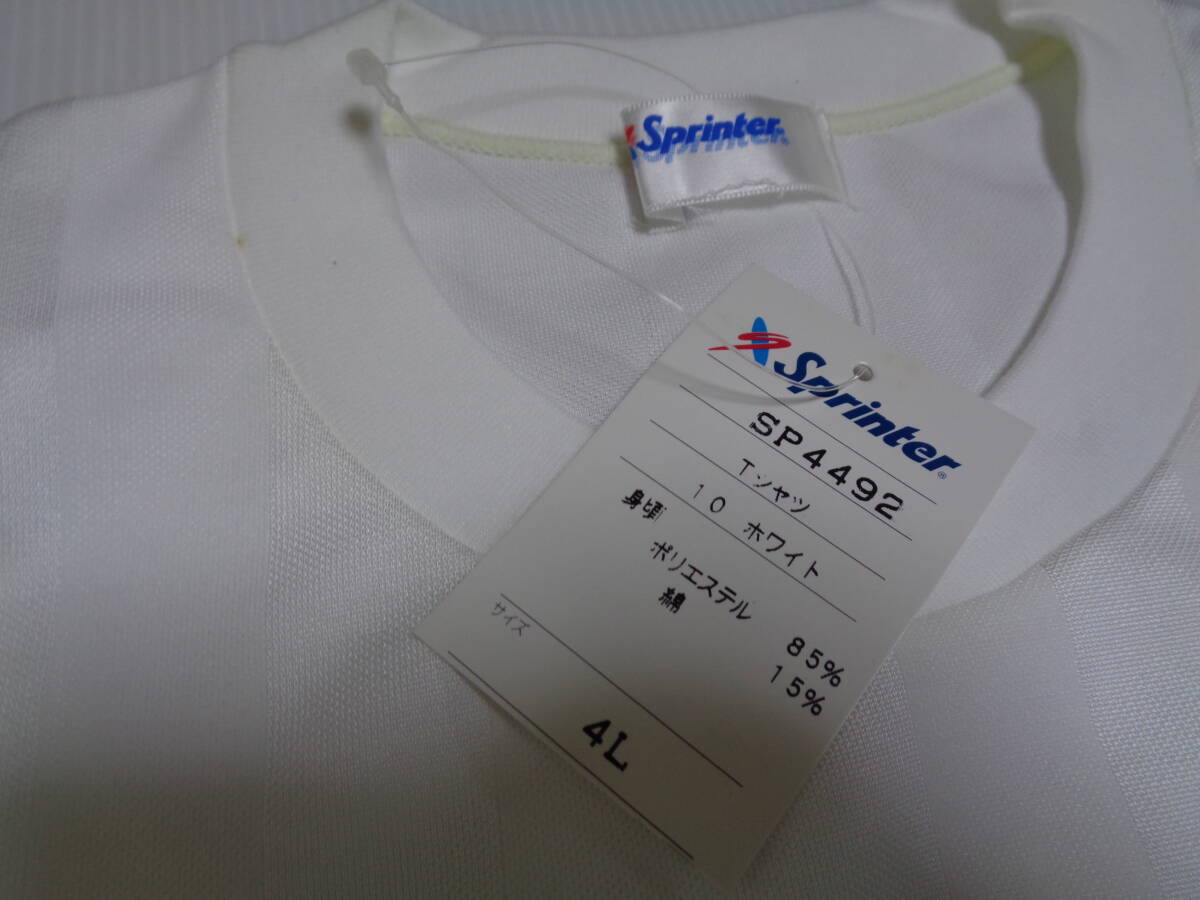 Sprinter.
Sprinter®
SP4492
Tシャツ
10 ホワイト
身頃 ポリエステル 85%
綿 15%
サイズ
4L